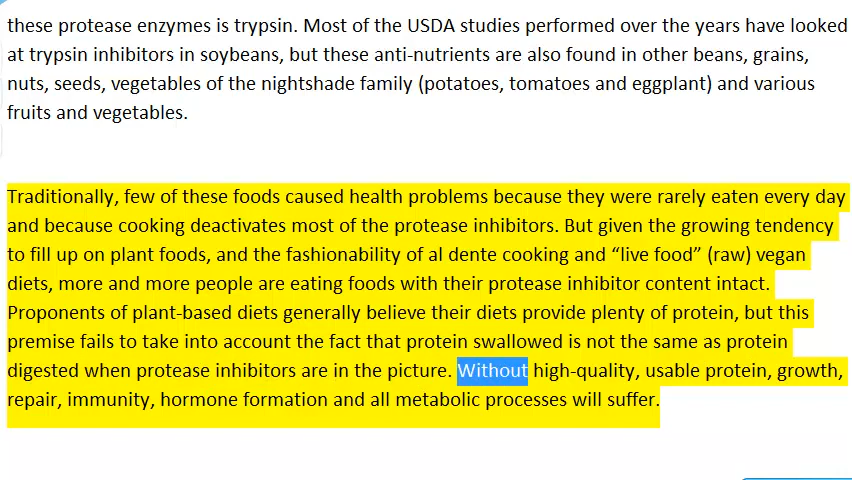 these protease enzymes is trypsin. Most of the USDA studies performed over the years have looked
at trypsin inhibitors in soybeans, but these anti-nutrients are also found in other beans, grains,
nuts, seeds, vegetables of the nightshade family (potatoes, tomatoes and eggplant) and various
fruits and vegetables.
Traditionally, few of these foods caused health problems because they were rarely eaten every day
and because cooking deactivates most of the protease inhibitors. But given the growing tendency
to fill up on plant foods, and the fashionability of al dente cooking and “live food” (raw) vegan
diets, more and more people are eating foods with their protease inhibitor content intact.
Proponents of plant-based diets generally believe their diets provide plenty of protein, but this
premise fails to take into account the fact that protein swallowed is not the same as protein
digested when protease inhibitors are in the picture. Without high-quality, usable protein, growth,
repair, immunity, hormone formation and all metabolic processes will suffer.